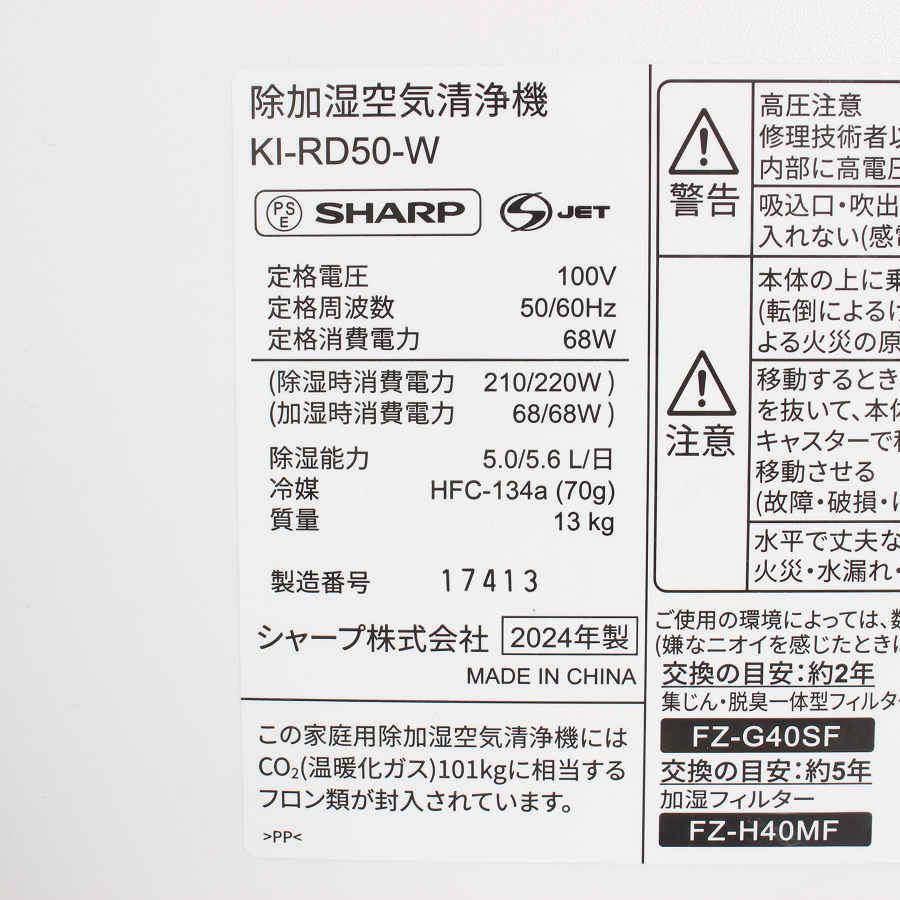 除加湿空気清浄機
KI-RD50-W
PS
E
SHARP
S JET
定格電圧 100V
定格周波数 50/60Hz
定格消費電力 68W
(除湿時消費電力 210/220W )
(加湿時消費電力 68/68W )
除湿能力 5.0/5.6 L/日
冷媒 HFC-134a (70g)
質量 13 kg
製造番号 17413
シャープ株式会社 2024年製
MADE IN CHINA
この家庭用除加湿空気清浄機には
CO₂(温暖化ガス)101kgに相当する
フロン類が封入されています。
>PP<
警告
高圧注意
修理技術者以
内部に高電圧
吸込口・吹出
入れない(感電
注意
本体の上に乗
(転倒によるけ
よる火災の原
移動するとき
を抜いて、本体
キャスターで移
移動させる
(故障・破損・
水平で丈夫な
火災・水漏れ・
ご使用の環境によっては、数
(嫌なニオイを感じたときに
交換の目安：約2年
集じん・脱臭一体型フィルター
FZ-G40SF
交換の目安：約5年
加湿フィルター
FZ-H40MF